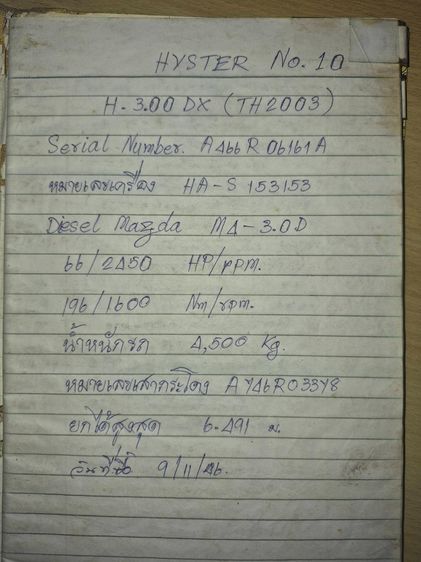 HYSTER No. 10
H-3.00 DX (TH2003)
Serial Number. A466R06161A
หมายเลขเครื่อง HA-S 153153
Diesel Mazda MA-3.0D
66/2450 HP/rpm.
196/1600 Nm/rpm.
น้ำหนักรถ 4,500 Kg.
หมายเลขเสากระโดง A746R03378
ยกได้สูงสุด 6.491 ม.
วันที่ซื้อ 9/11/46.